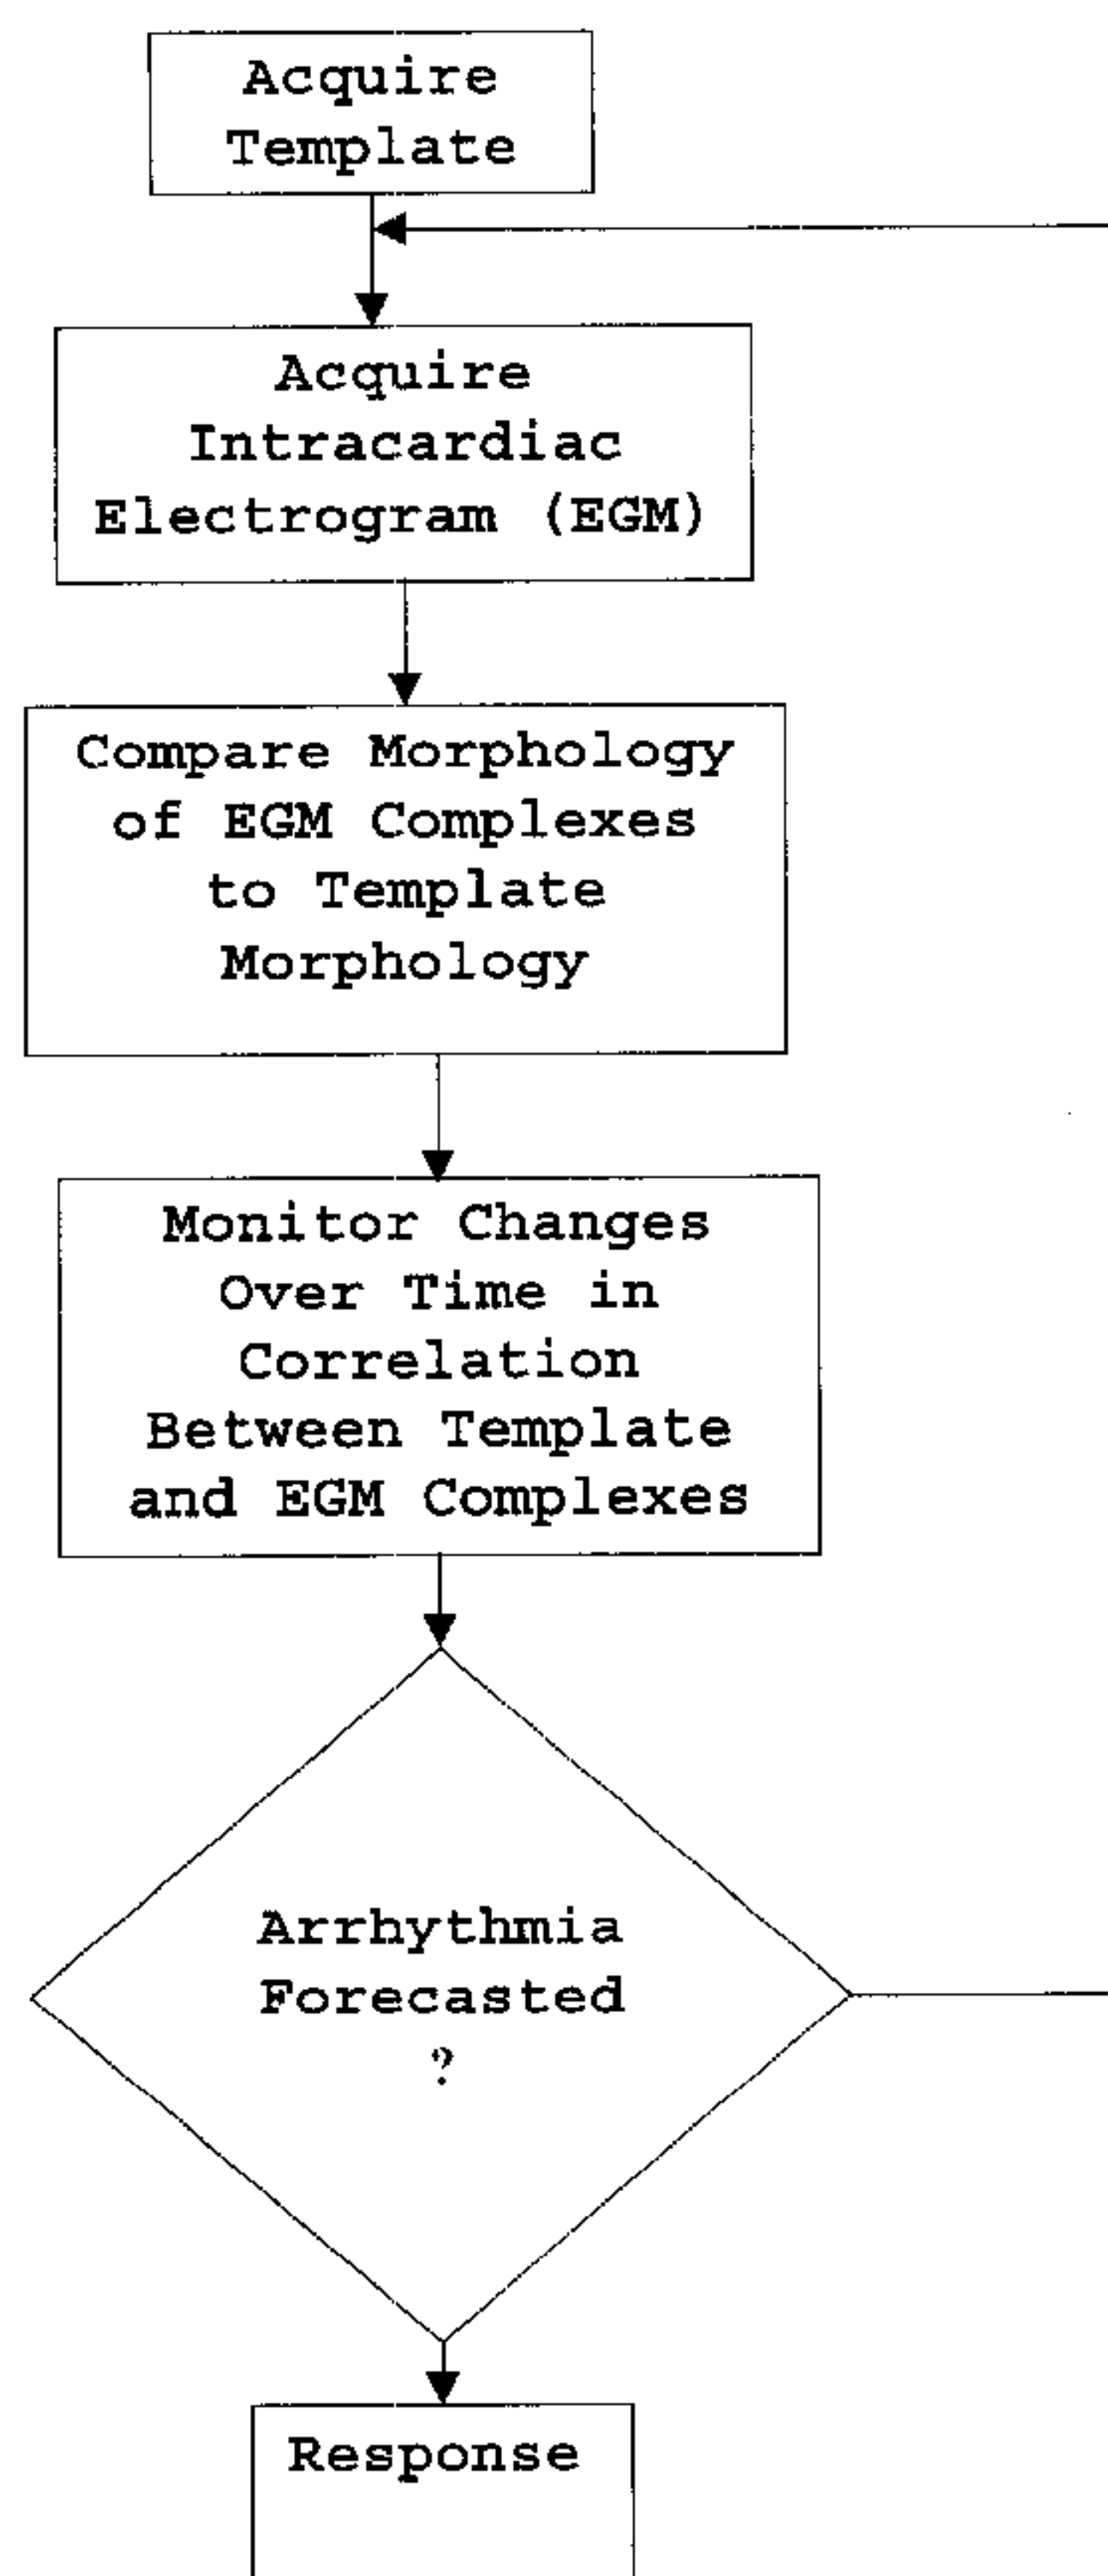 Acquire
Template
Acquire
Intracardiac
Electrogram (EGM)
Compare Morphology
of EGM Complexes
to Template
Morphology
Monitor Changes
Over Time in
Correlation
Between Template
and EGM Complexes
Arrhythmia
Forecasted
?
Response